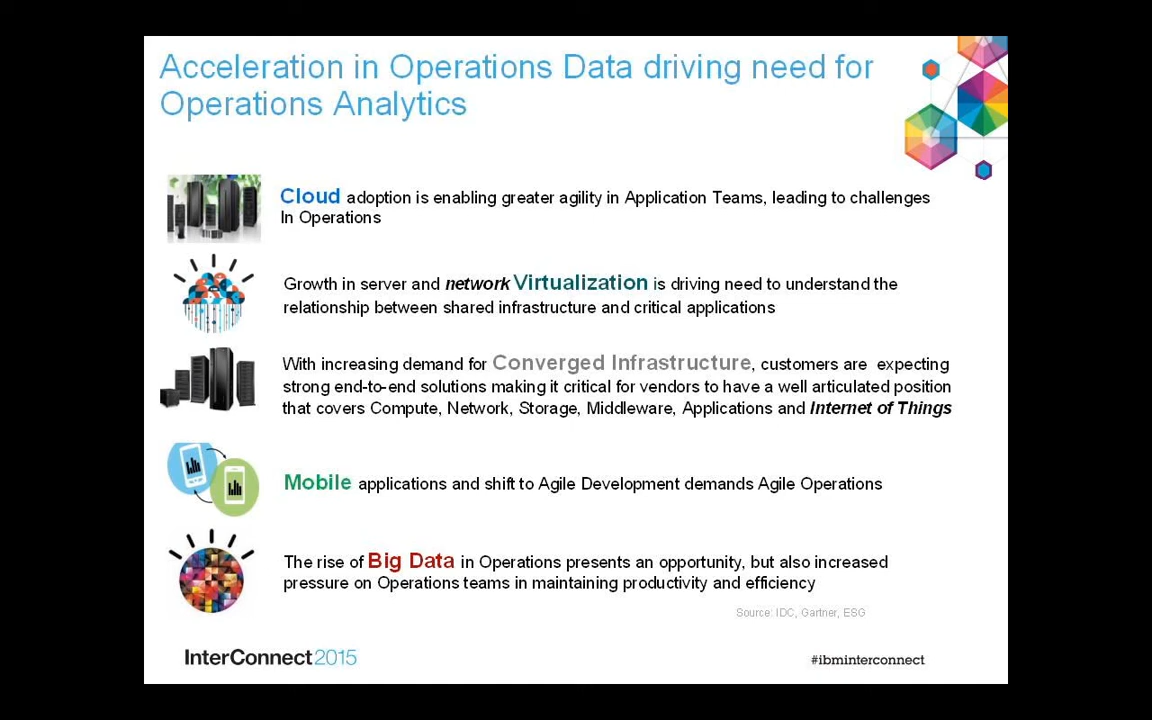 Acceleration in Operations Data driving need for
Operations Analytics
Cloud adoption is enabling greater agility in Application Teams, leading to challenges
In Operations
Growth in server and network Virtualization is driving need to understand the
relationship between shared infrastructure and critical applications
With increasing demand for Converged Infrastructure, customers are expecting
strong end-to-end solutions making it critical for vendors to have a well articulated position
that covers Compute, Network, Storage, Middleware, Applications and Internet of Things
Mobile applications and shift to Agile Development demands Agile Operations
The rise of Big Data in Operations presents an opportunity, but also increased
pressure on Operations teams in maintaining productivity and efficiency
Source: IDC, Gartner, ESG
InterConnect2015
#ibminterconnect